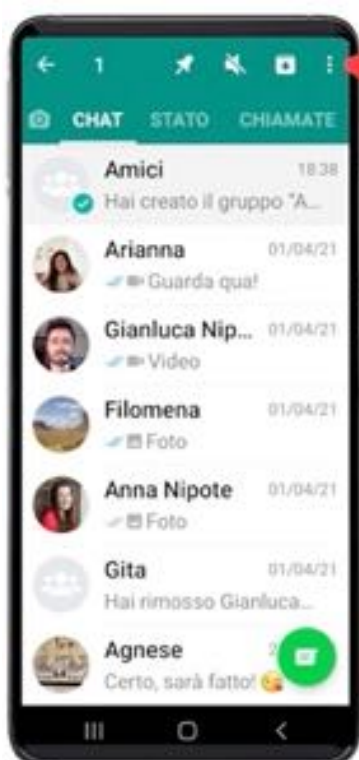 1
CHAT STATO CHIAMATE
Amici 18:38
Hai creato il gruppo "A...
Arianna 01/04/21
Guarda qua!
Gianluca Nip... 01/04/21
Video
Filomena 01/04/21
Foto
Anna Nipote 01/04/21
Foto
Gita 01/04/21
Hai rimosso Gianluca...
Agnese 2
Certo, sarà fatto! 😘